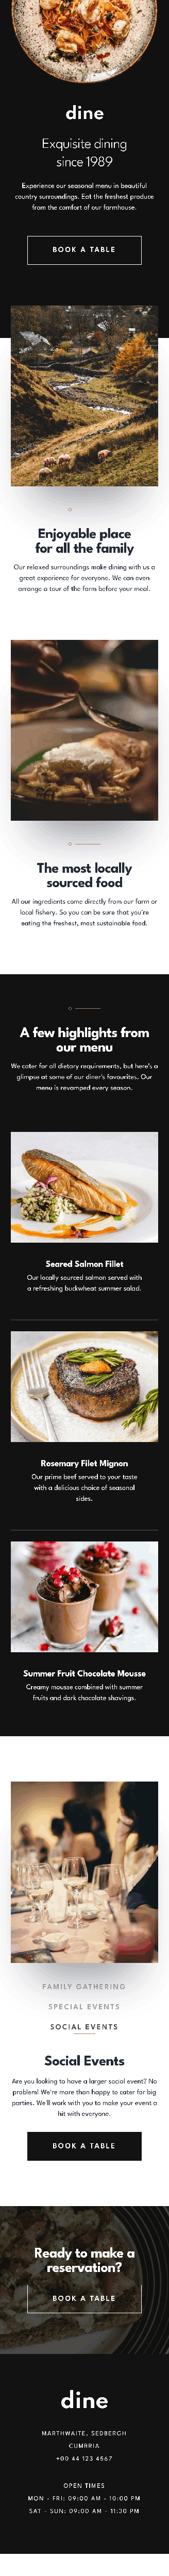 dine
Exquisite dining
since 1989
Experience our seasonal menu in beautiful
country surroundings. Eat the freshest produce
from the comfort of our farmhouse.
BOOK A TABLE
Enjoyable place
for all the family
Our relaxed surroundings make dining with us a
great experience for everyone. We can even
arrange a tour of the farm before your meal.
The most locally
sourced food
All our ingredients come directly from our farm or
local fishery. So you can be sure that you're
eating the freshest, most sustainable food.
A few highlights from
our menu
We cater for all dietary requirements, but here's a
glimpse at some of our diner's favourites. Our
menu is revamped every season.
Seared Salmon Fillet
Our locally sourced salmon served with
a refreshing buckwheat summer salad.
Rosemary Filet Mignon
Our prime beef served to your taste
with a delicious choice of seasonal
sides.
Summer Fruit Chocolate Mousse
Creamy mousse combined with summer
fruits and dark chocolate shavings.
FAMILY GATHERING
SPECIAL EVENTS
SOCIAL EVENTS
Social Events
Are you looking to have a larger social event? No
problem! We're more than happy to cater for big
parties. We'll work with you to make your event a
hit with everyone.
BOOK A TABLE
Ready to make a
reservation?
BOOK A TABLE
dine
MARTHWAITE, SEDBERGH
CUMBRIA
+00 44 123 4567
OPEN TIMES
MON - FRI: 09:00 AM - 10:00 PM
SAT - SUN: 09:00 AM - 11:30 PM